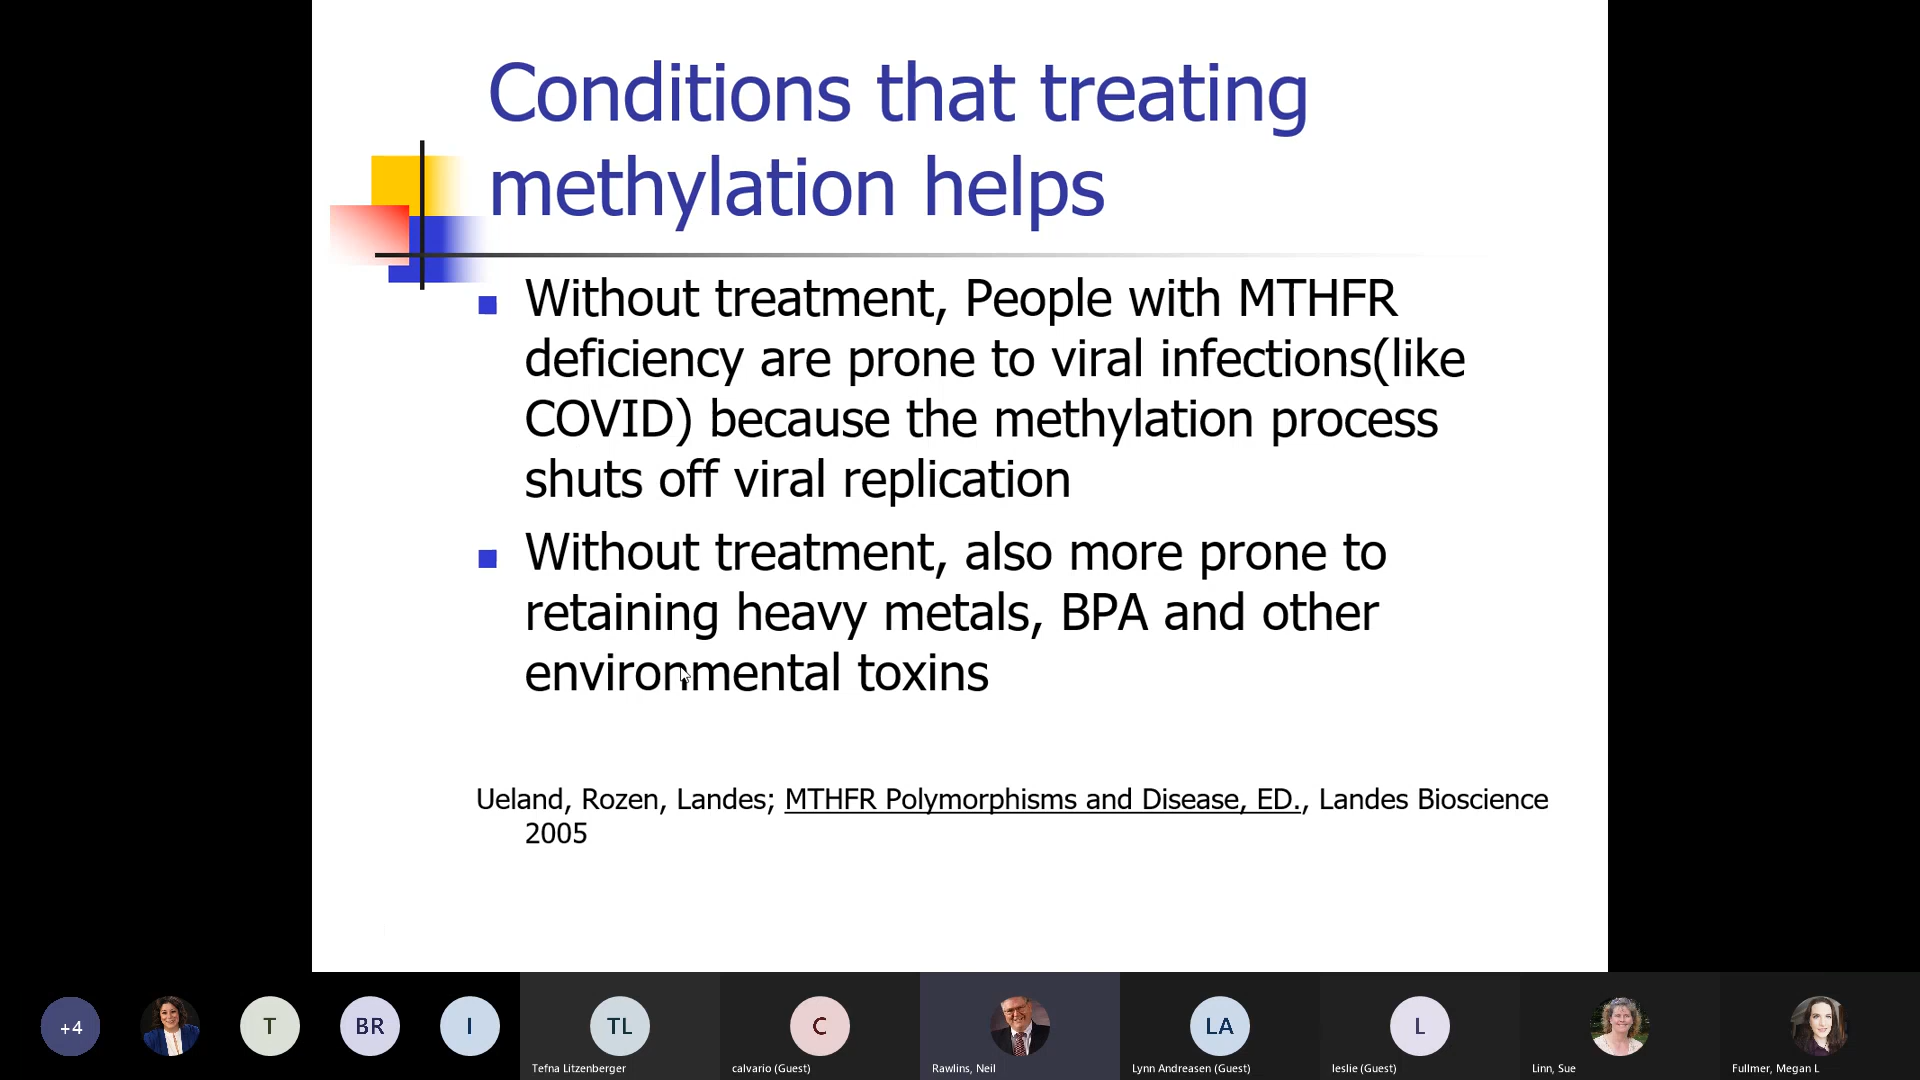 Conditions that treating
methylation helps
Without treatment, People with MTHFR
deficiency are prone to viral infections(like
COVID) because the methylation process
shuts off viral replication
Without treatment, also more prone to
retaining heavy metals, BPA and other
environmental toxins
Ueland, Rozen, Landes; MTHFR Polymorphisms and Disease, ED., Landes Bioscience
2005
+4
T
BR
I
TL
C
LA
L
Tefna Litzenberger
calvario (Guest)
Rawlins, Neil
Lynn Andreasen (Guest)
leslie (Guest)
Linn, Sue
Fullmer, Megan L